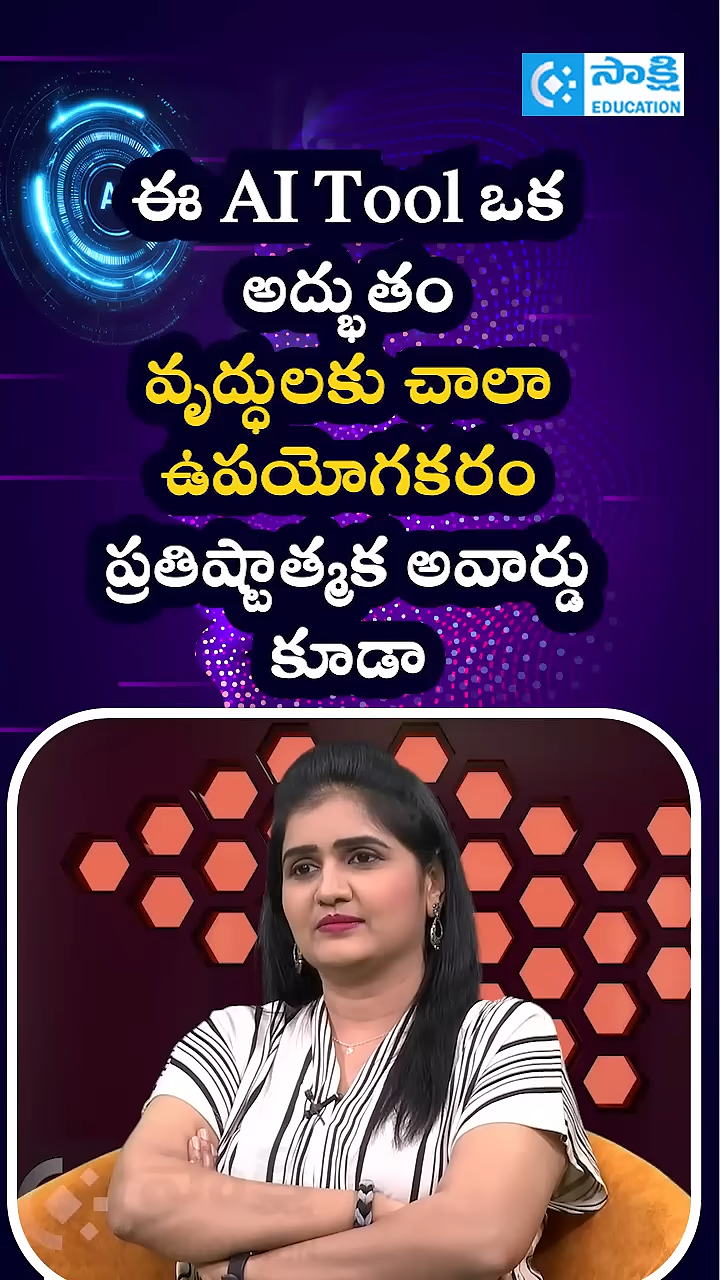 సాక్షి
EDUCATION
ఈ AI Tool ఒక
అద్భుతం
వృద్ధులకు చాలా
ఉపయోగకరం
ప్రతిష్టాత్మక అవార్డు
కూడా